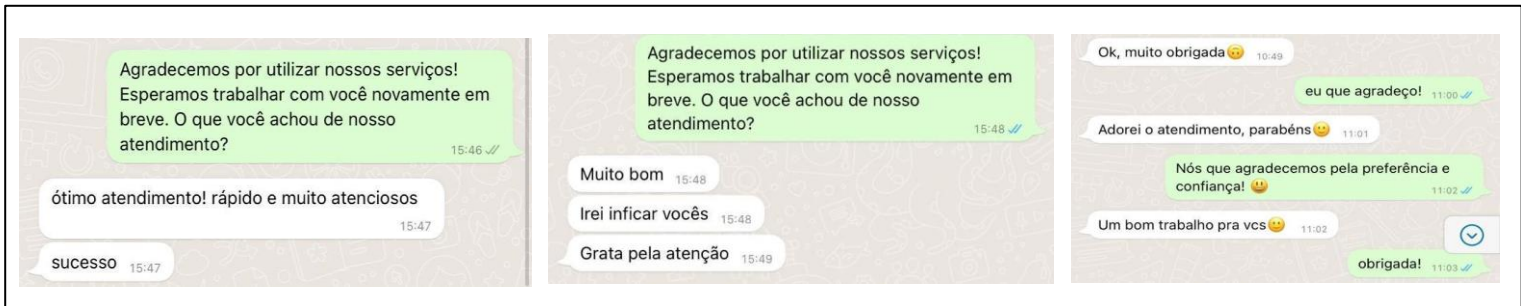 Agradecemos por utilizar nossos serviços!
Esperamos trabalhar com você novamente em
breve. O que você achou de nosso
atendimento?
15:46
ótimo atendimento! rápido e muito atenciosos
15:47
sucesso 15:47
Agradecemos por utilizar nossos serviços!
Esperamos trabalhar com você novamente em
breve. O que você achou de nosso
atendimento?
15:48
Muito bom 15:48
Irei inficar vocês 15:48
Grata pela atenção 15:49
Ok, muito obrigada🙃 10:49
eu que agradeço! 11:00
Adorei o atendimento, parabéns🙂 11:01
Nós que agradecemos pela preferência e
confiança! 😃 11:02
Um bom trabalho pra vcs🙂 11:02
obrigada! 11:03